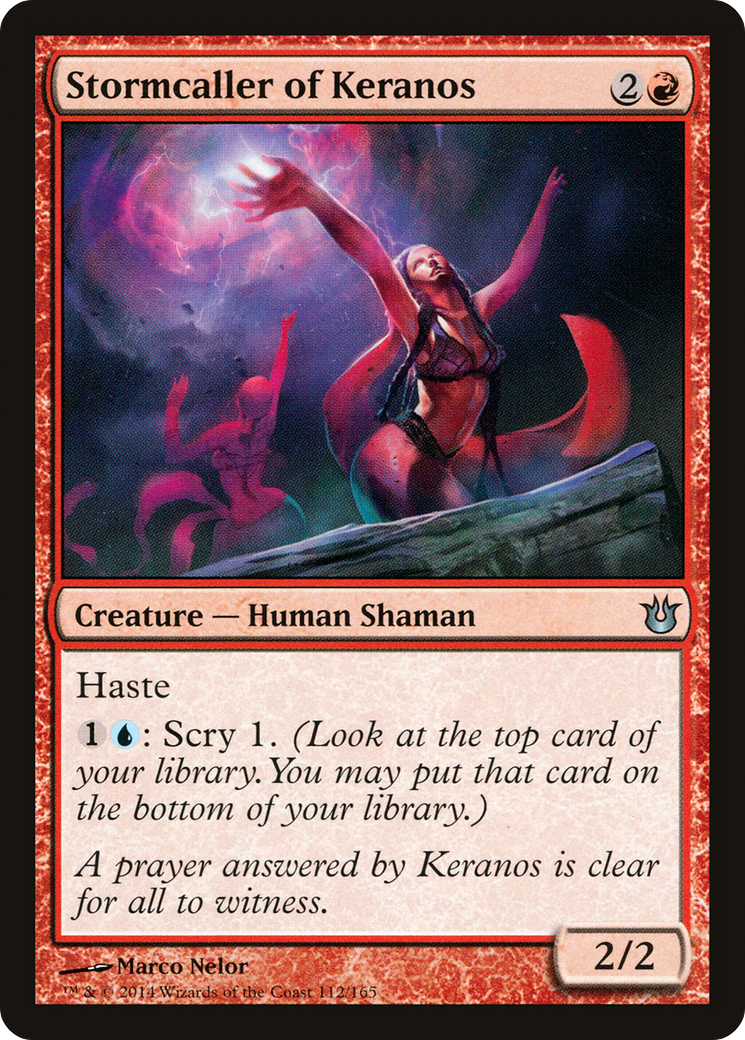 Stormcaller of Keranos 2
Creature — Human Shaman
Haste
1: Scry 1. (Look at the top card of
your library. You may put that card on
the bottom of your library.)
A prayer answered by Keranos is clear
for all to witness.
2/2
Marco Nelor
™ & © 2014 Wizards of the Coast 112/165